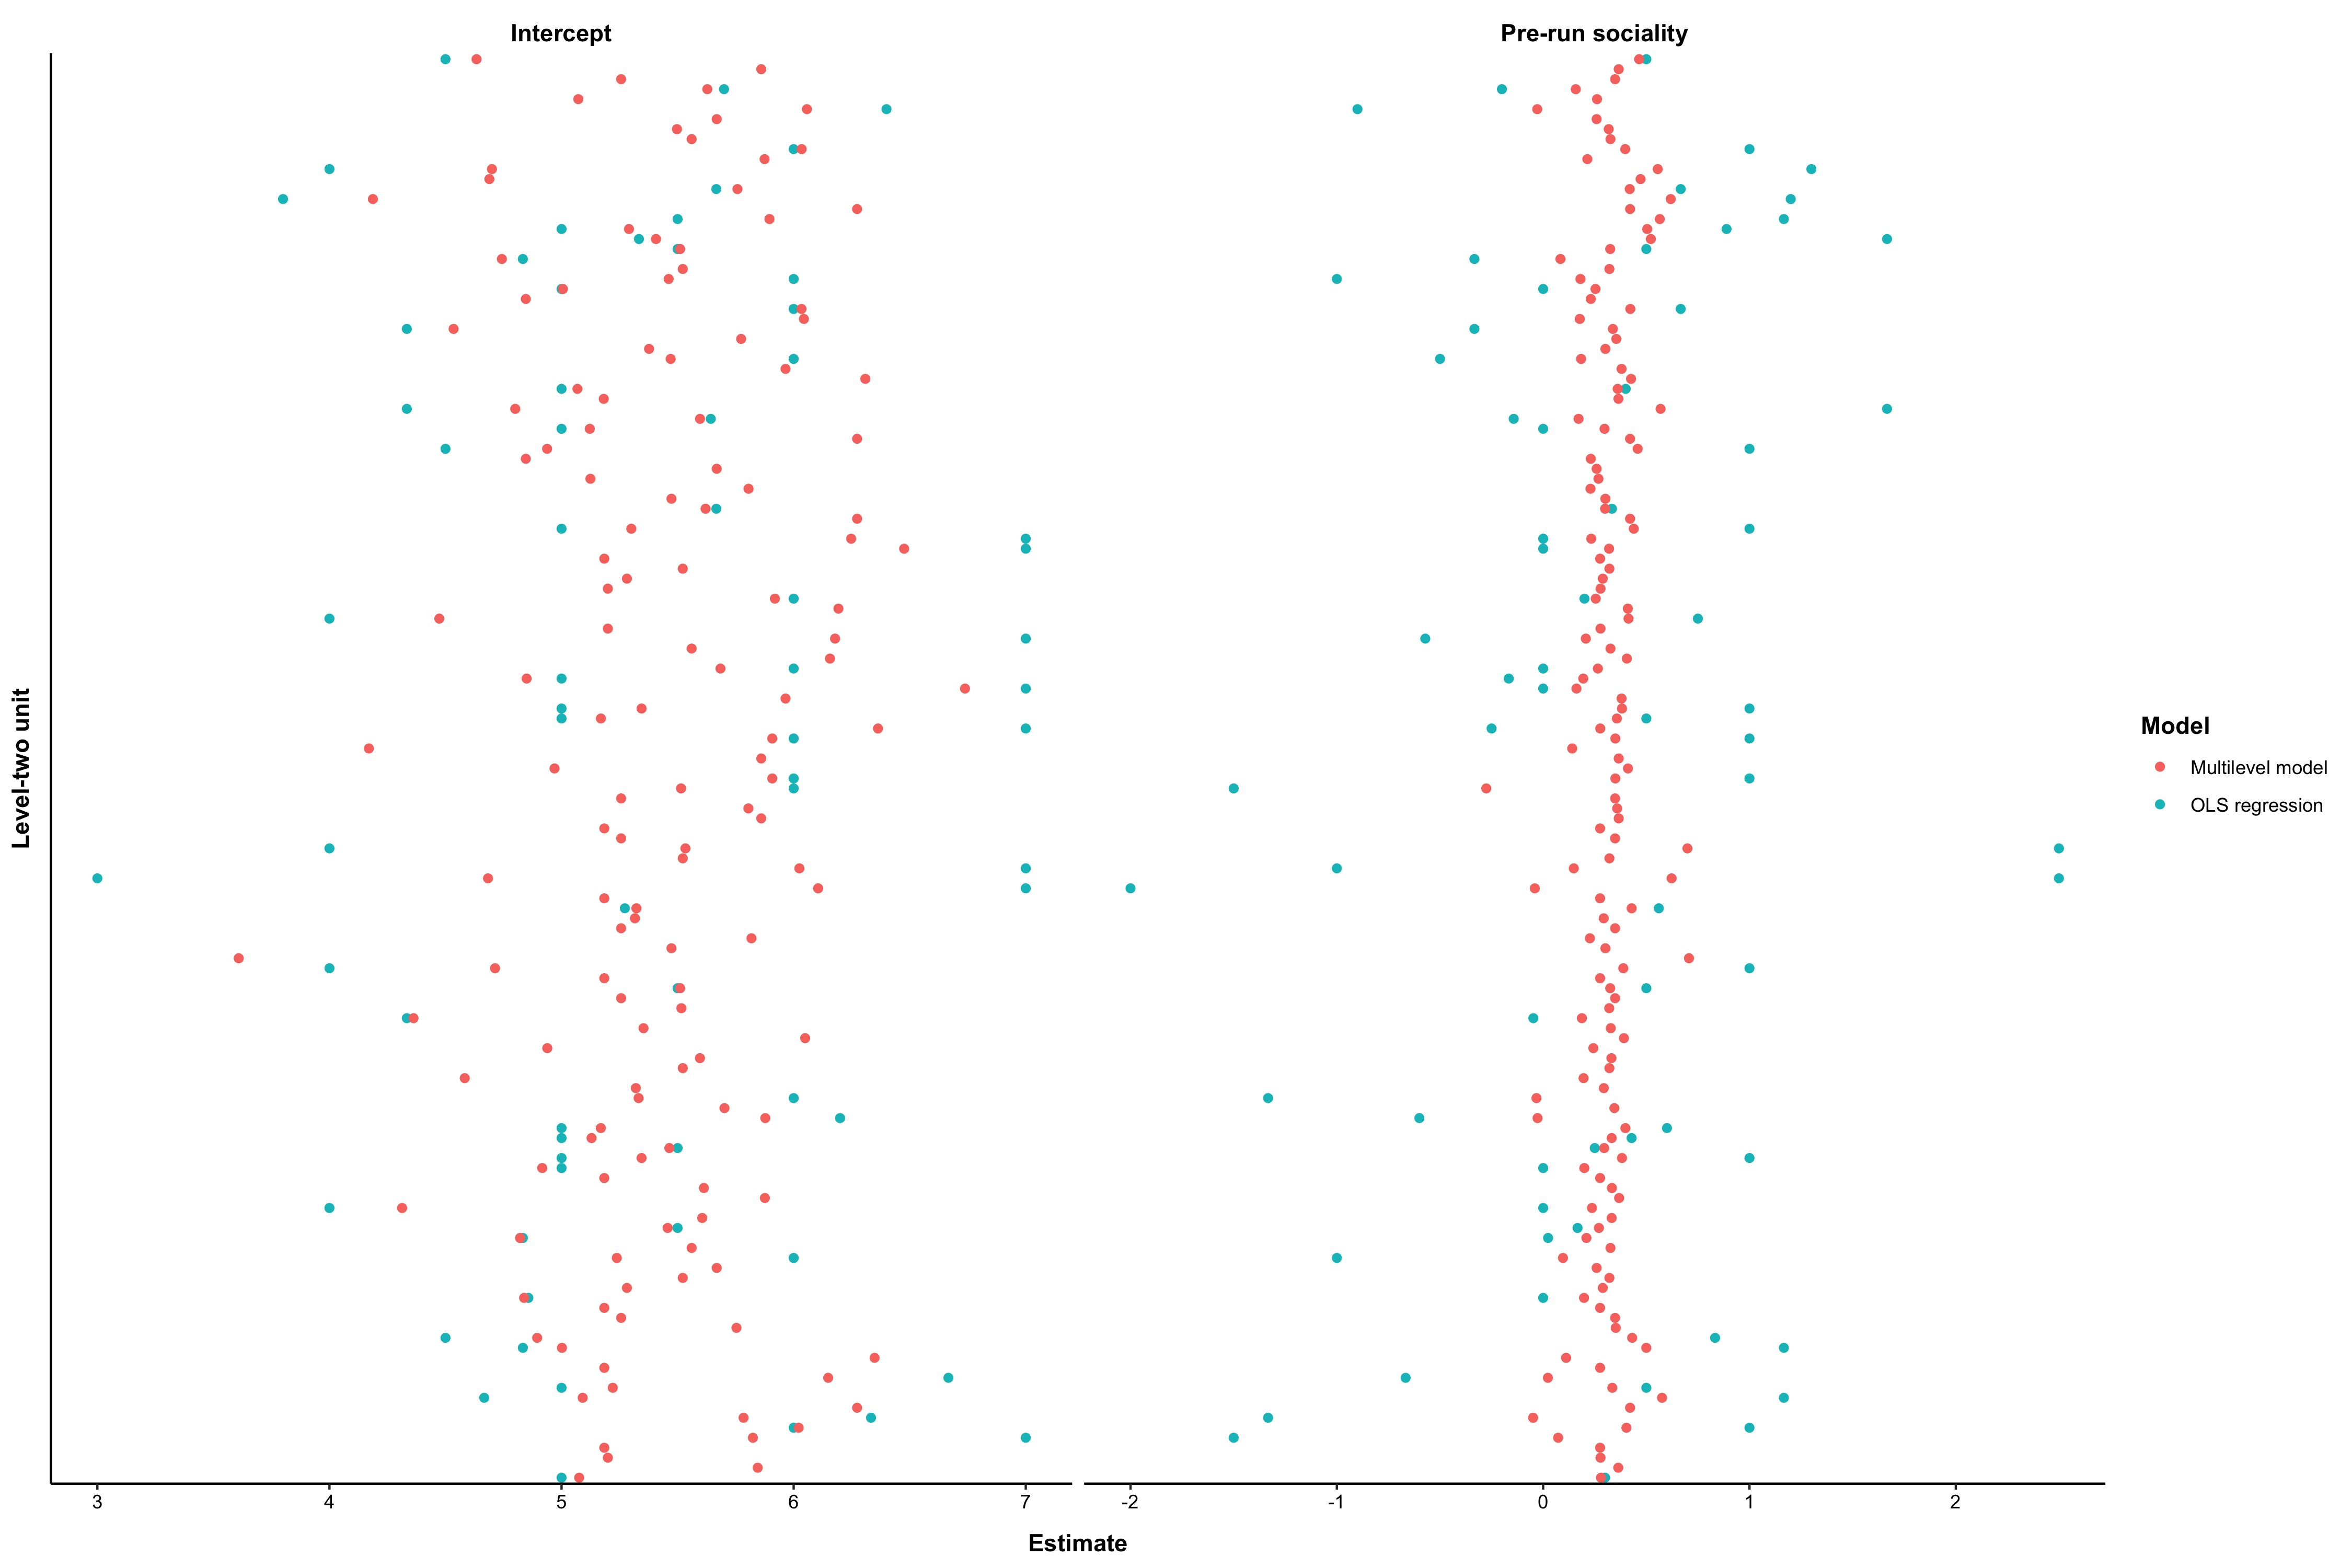 Intercept
Pre-run sociality
Level-two unit
Model
Multilevel model
OLS regression
3 4 5 6 7 -2 -1 0 1 2
Estimate